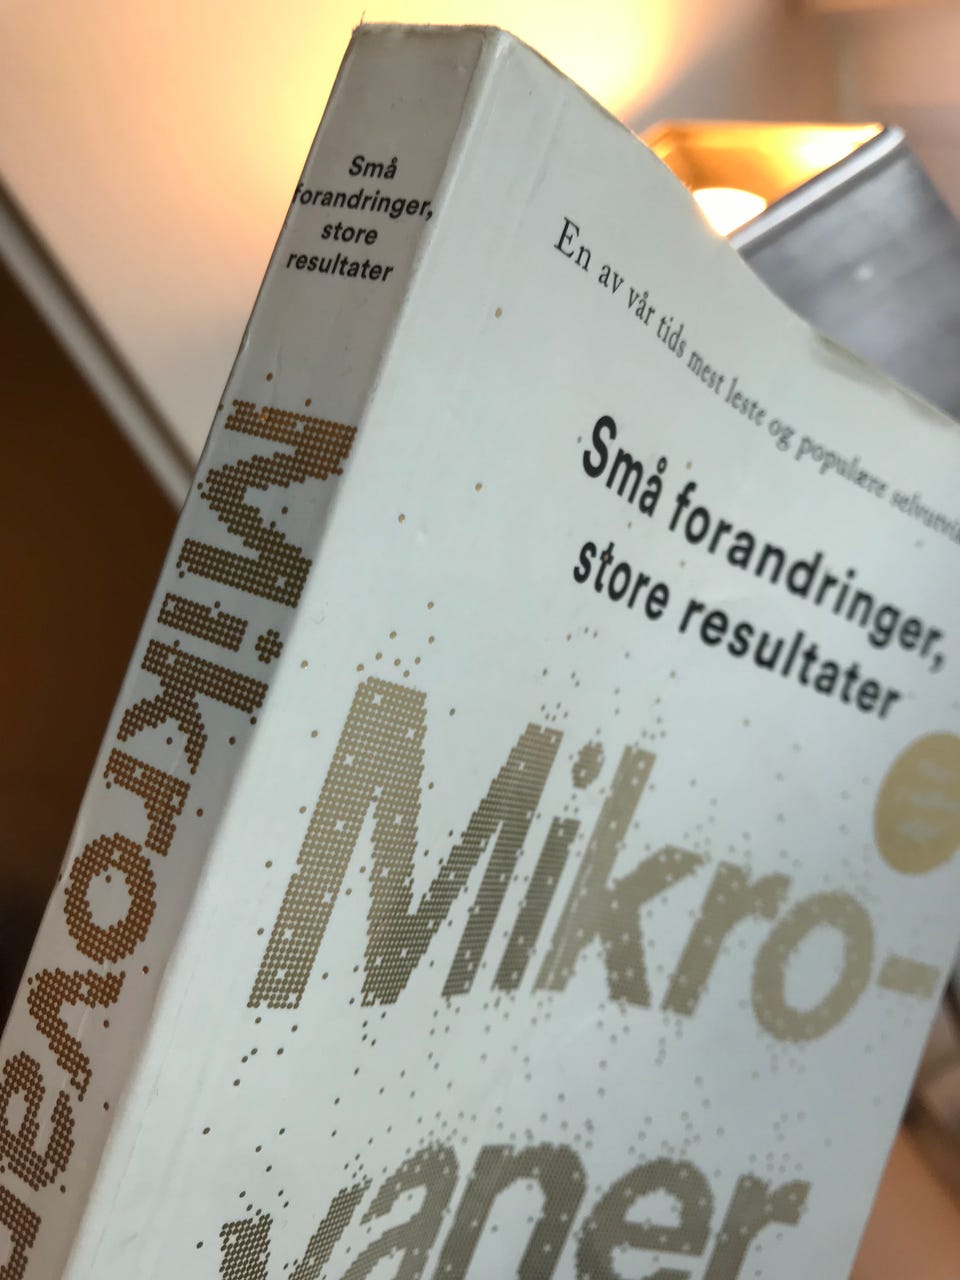 Små
forandringer,
store
resultater
Mikrovaner
En av vår tids mest leste og populære
Små forandringer,
store resultater
Mikro-
vaner